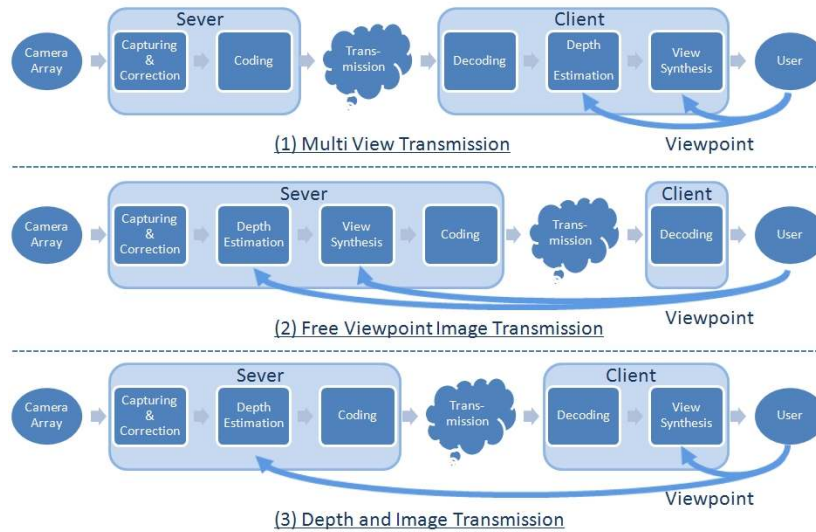 Sever
Client
Camera
Array
Capturing
&
Correction
Coding
Trans-
mission
Decoding
Depth
Estimation
View
Synthesis
User
Viewpoint
(1) Multi View Transmission
Sever
Client
Camera
Array
Capturing
&
Correction
Depth
Estimation
View
Synthesis
Coding
Trans-
mission
Decoding
User
Viewpoint
(2) Free Viewpoint Image Transmission
Sever
Client
Camera
Array
Capturing
&
Correction
Depth
Estimation
Coding
Trans-
mission
Decoding
View
Synthesis
User
Viewpoint
(3) Depth and Image Transmission